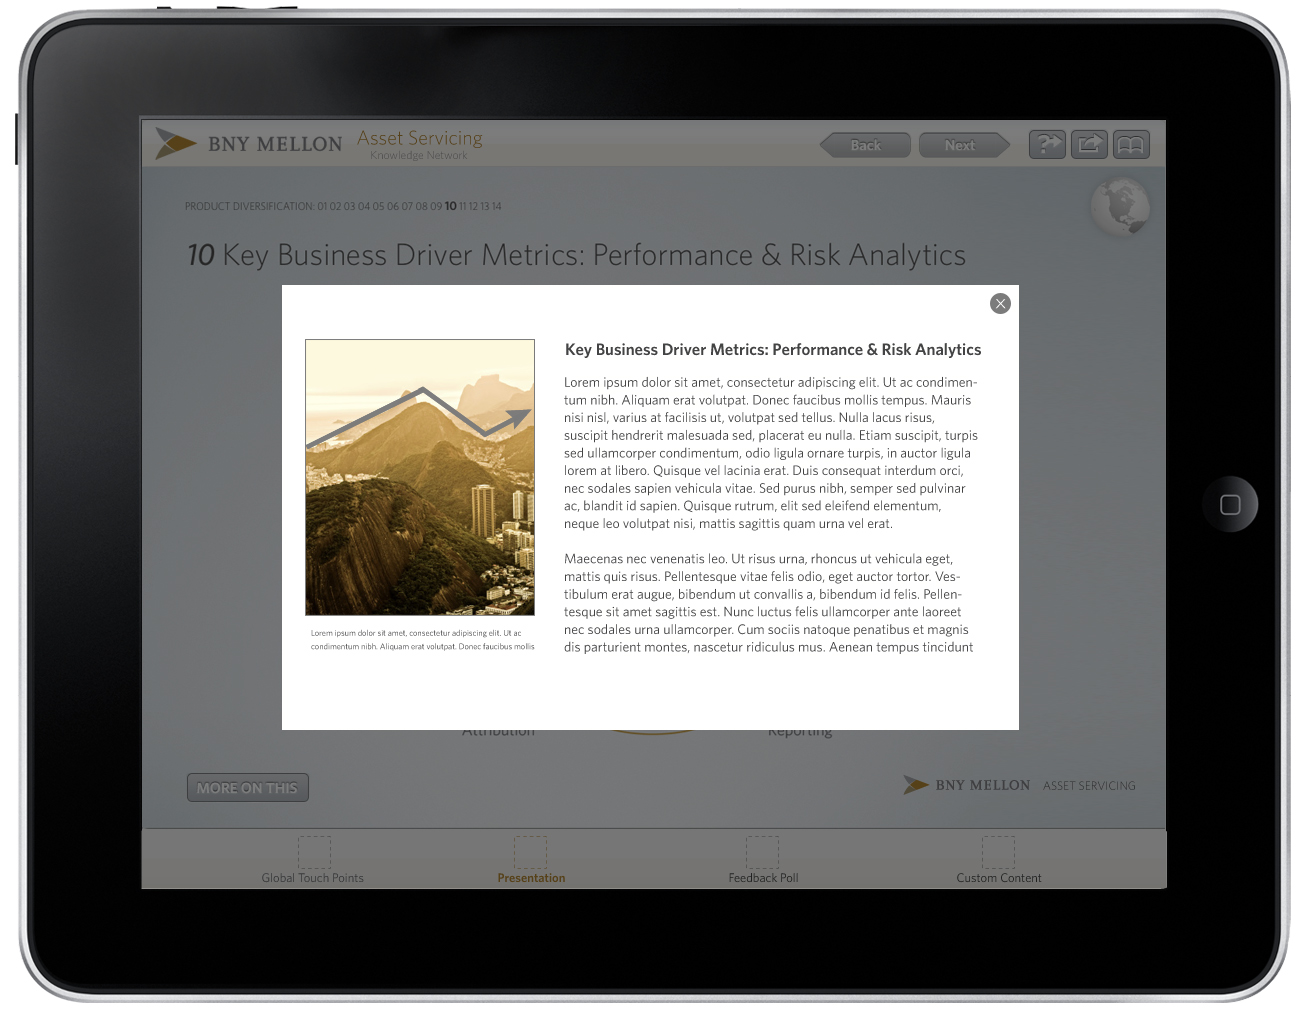 BNY MELLON Asset Servicing
Knowledge Network
Back
Next
PRODUCT DIVERSIFICATION: 01 02 03 04 05 06 07 08 09 10 11 12 13 14
10 Key Business Driver Metrics: Performance & Risk Analytics
Key Business Driver Metrics: Performance & Risk Analytics
Lorem ipsum dolor sit amet, consectetur adipiscing elit. Ut ac condimen-
tum nibh. Aliquam erat volutpat. Donec faucibus mollis tempus. Mauris
nisi nisl, varius at facilisis ut, volutpat sed tellus. Nulla lacus risus,
suscipit hendrerit malesuada sed, placerat eu nulla. Etiam suscipit, turpis
sed ullamcorper condimentum, odio ligula ornare turpis, in auctor ligula
lorem at libero. Quisque vel lacinia erat. Duis consequat interdum orci,
nec sodales sapien vehicula vitae. Sed purus nibh, semper sed pulvinar
ac, blandit id sapien. Quisque rutrum, elit sed eleifend elementum,
neque leo volutpat nisi, mattis sagittis quam urna vel erat.
Maecenas nec venenatis leo. Ut risus urna, rhoncus ut vehicula eget,
mattis quis risus. Pellentesque vitae felis odio, eget auctor tortor. Ves-
tibulum erat augue, bibendum ut convallis a, bibendum id felis. Pellen-
tesque sit amet sagittis est. Nunc luctus felis ullamcorper ante laoreet
nec sodales urna ullamcorper. Cum sociis natoque penatibus et magnis
dis parturient montes, nascetur ridiculus mus. Aenean tempus tincidunt
Lorem ipsum dolor sit amet, consectetur adipiscing elit. Ut ac
condimentum nibh. Aliquam erat volutpat. Donec faucibus mollis
Attribution
Reporting
MORE ON THIS
BNY MELLON ASSET SERVICING
Global Touch Points
Presentation
Feedback Poll
Custom Content